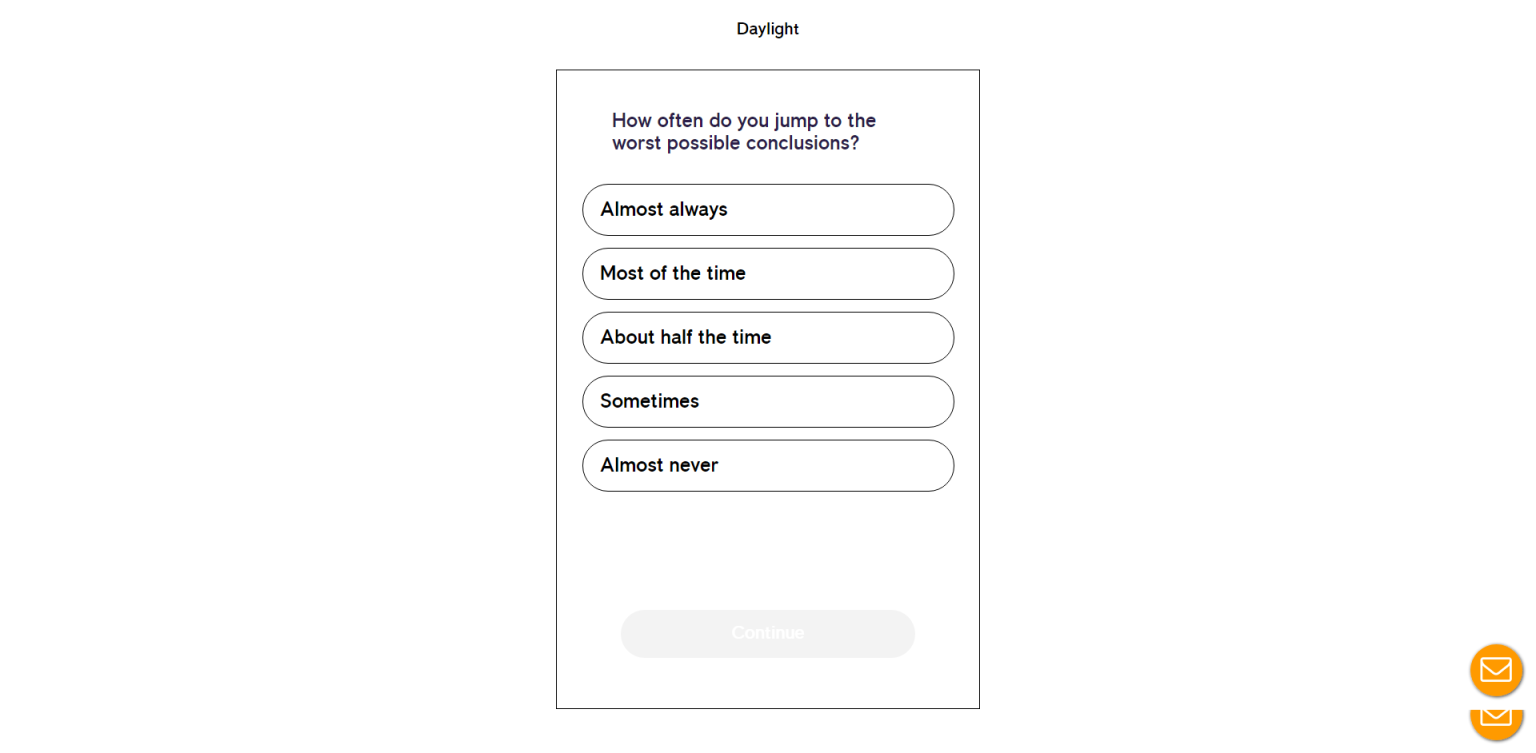 Daylight
How often do you jump to the
worst possible conclusions?
Almost always
Most of the time
About half the time
Sometimes
Almost never
Continue